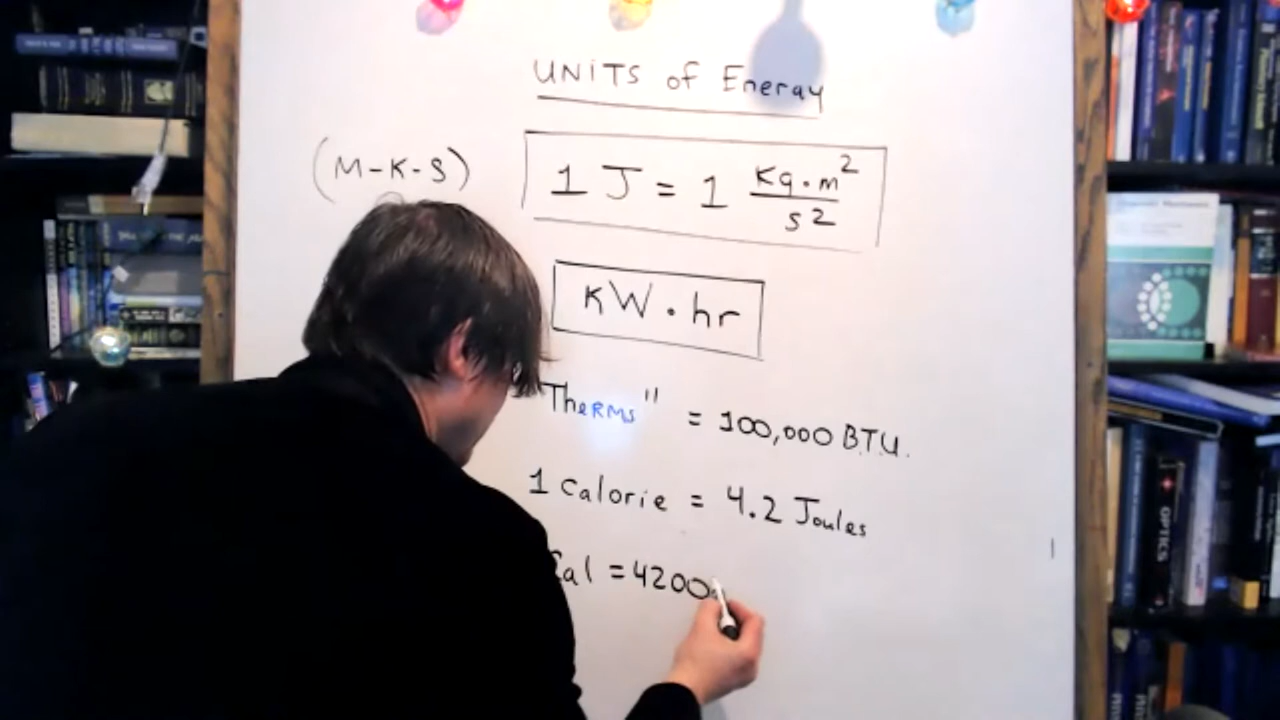 UNITS of Energy
(M-K-S)
1 J = 1 Kg·m²/s²
KW·hr
Therms" = 100,000 B.T.U.
1 Calorie = 4.2 Joules
Cal = 4200
OPTICS